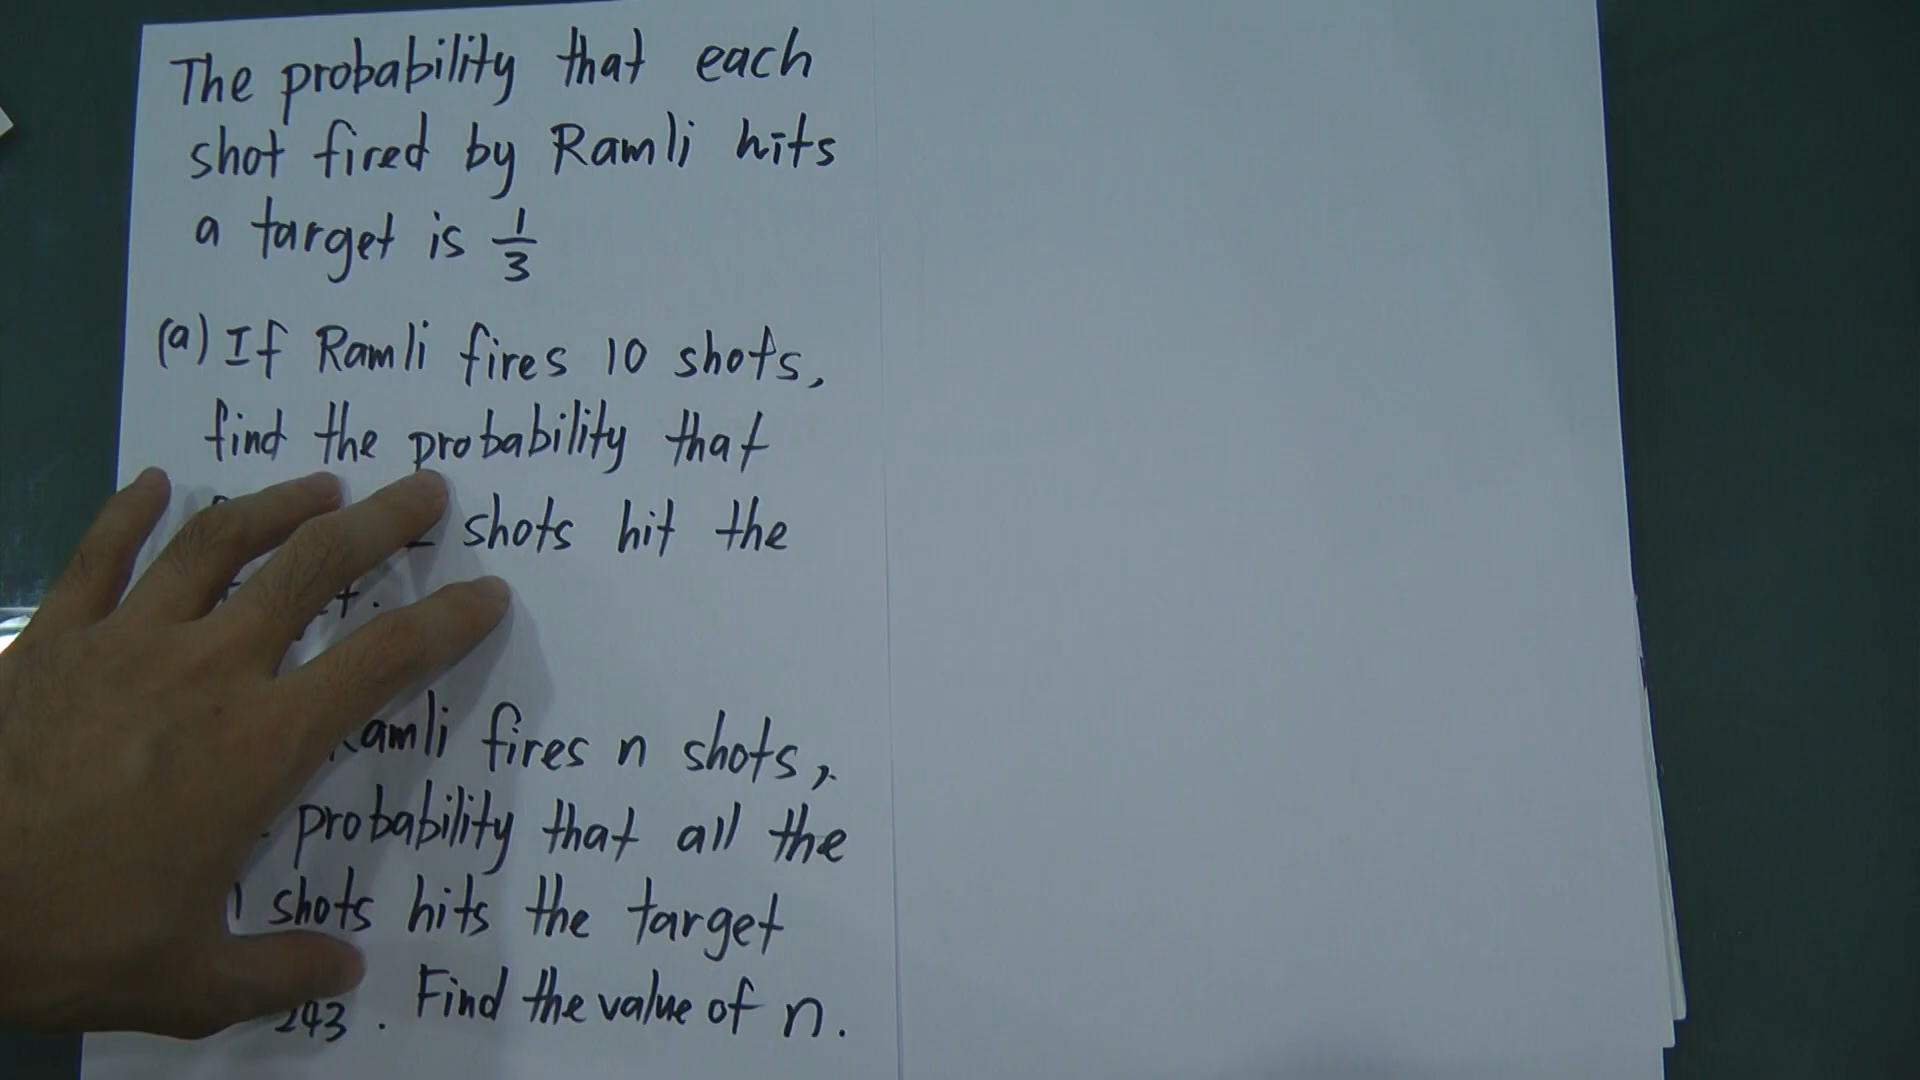 The probability that each
shot fired by Ramli hits
a target is 1/3
(a) If Ramli fires 10 shots,
find the probability that
shots hit the
fires n shots,
probability that all the
shots hits the target
243. Find the value of n.